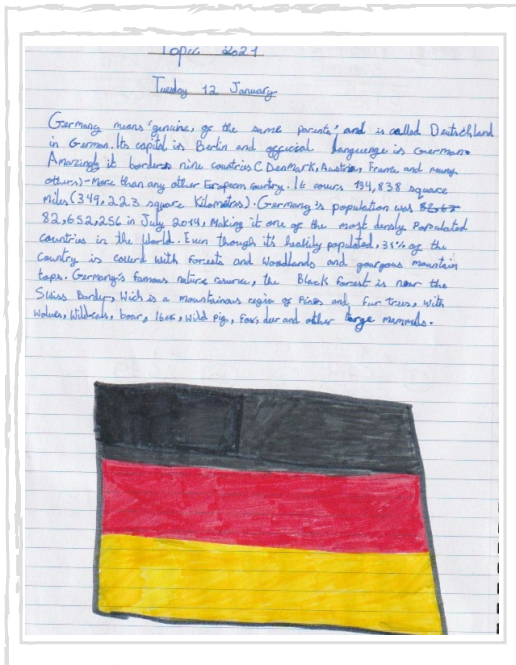 Topic 2021
Tuesday 12 January
Germany means 'genuine, of the same parents' and is called Deutschland
in German. Its capital is Berlin and official language is German.
Amazingly it borders nine countries (Denmark, Austria, France and many
others)-More than any other European country. It covers 134,838 square
miles (349,223 square Kilometres). Germany's population was
82,652,256 in July 2014, Making it one of the most densly Populated
countries in the World. Even though it's heavily populated, 31% of the
country is coverd with Forests and Woodlands and gourgous mountain
tops. Germany's Famous nature reserve, the Black Forest is near the
Swiss Border, Wich is a mountainous region of Pines and Fur trees, with
Wolves, Wildcats, boar, Ibex, wild pig, Fox, deer and other large mammals.